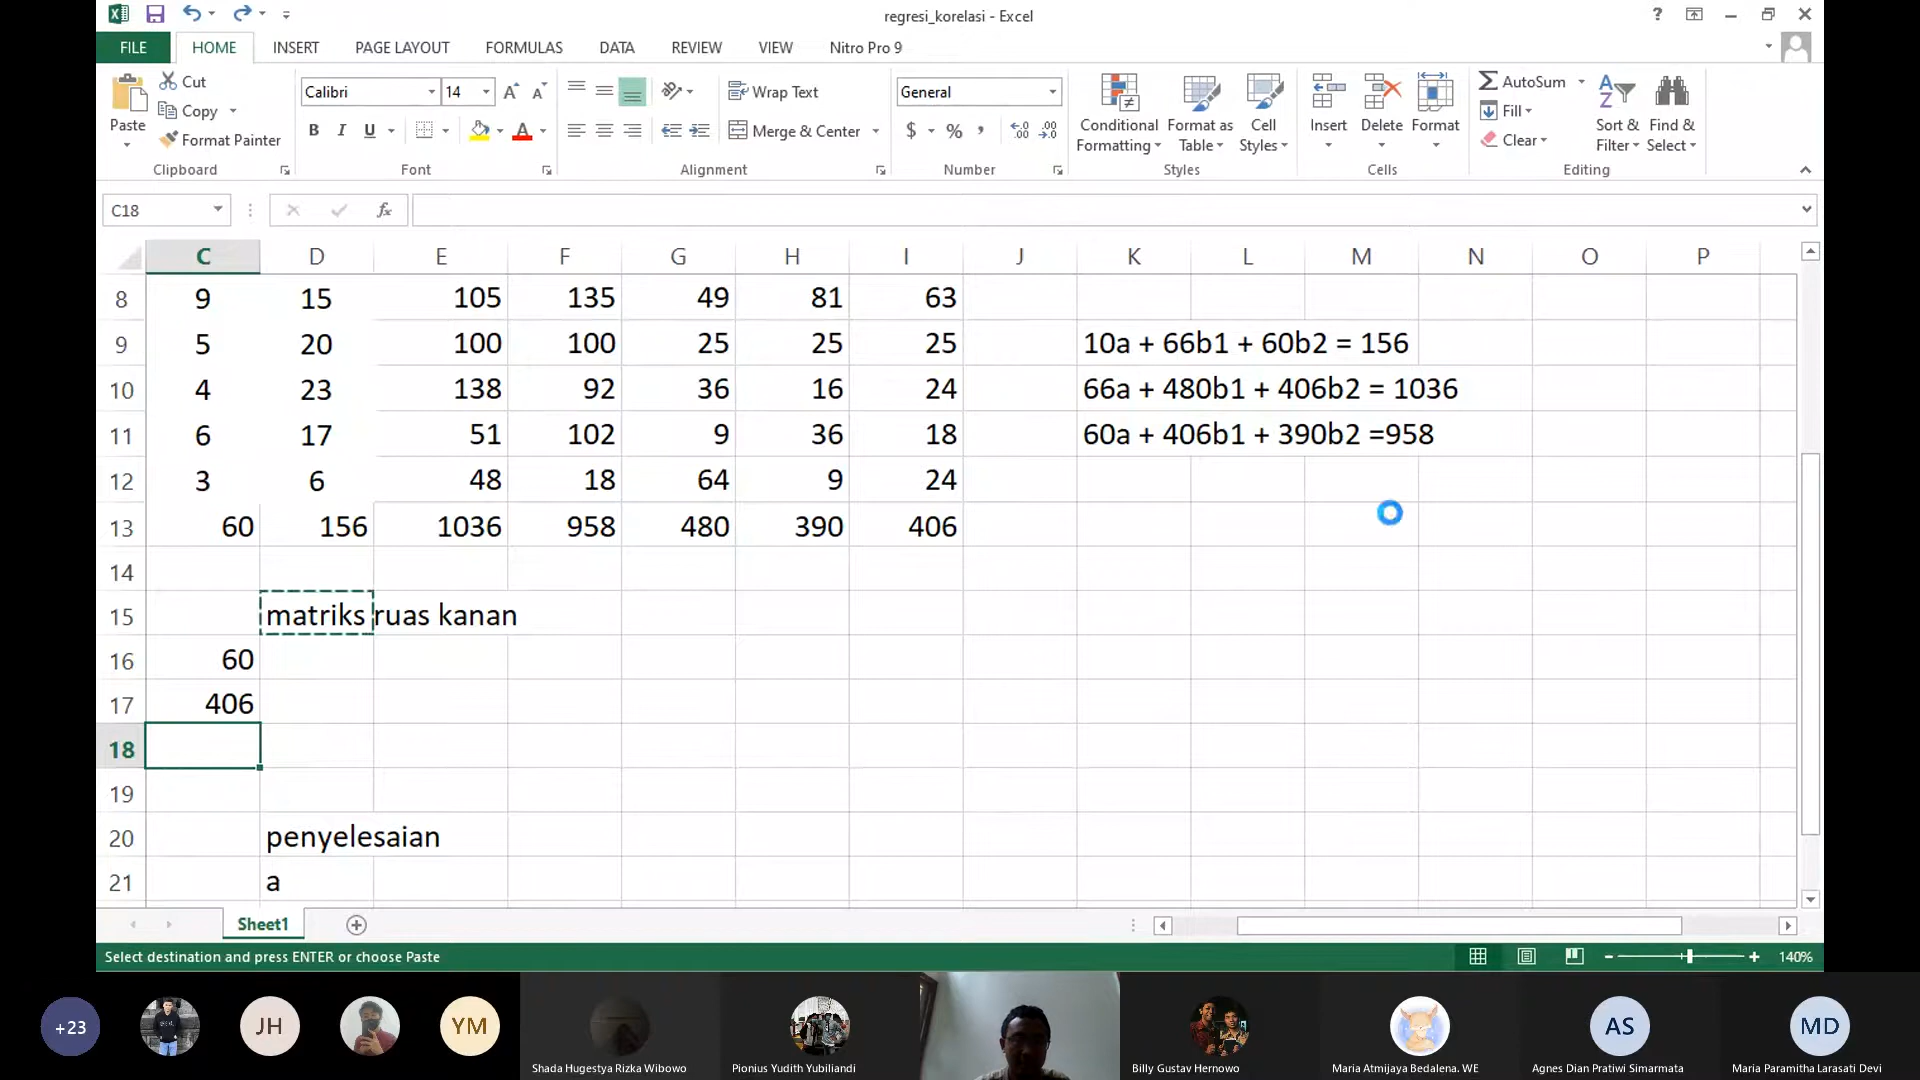 regresi_korelasi - Excel
?
FILE HOME INSERT PAGE LAYOUT FORMULAS DATA REVIEW VIEW Nitro Pro 9
Paste
Cut
Copy
Format Painter
Clipboard
Calibri 14
B I U
Font
Wrap Text
Merge & Center
Alignment
General
$ % ,
Number
Conditional Formatting
Format as Table
Cell Styles
Styles
Insert
Delete
Format
Cells
AutoSum
Fill
Clear
Sort & Filter
Find & Select
Editing
C18 fx
C D E F G H I J K L M N O P
8 9 15 105 135 49 81 63
9 5 20 100 100 25 25 25 10a + 66b1 + 60b2 = 156
10 4 23 138 92 36 16 24 66a + 480b1 + 406b2 = 1036
11 6 17 51 102 9 36 18 60a + 406b1 + 390b2 =958
12 3 6 48 18 64 9 24
13 60 156 1036 958 480 390 406
14
15 matriks ruas kanan
16 60
17 406
18
19
20 penyelesaian
21 a
Sheet1
Select destination and press ENTER or choose Paste
140%
+23
JH
YM
AS
MD
Shada Hugestya Rizka Wibowo
Pionius Yudith Yubiliandi
Billy Gustav Hernowo
Maria Atmijaya Bedalena. WE
Agnes Dian Pratiwi Simarmata
Maria Paramitha Larasati Devi